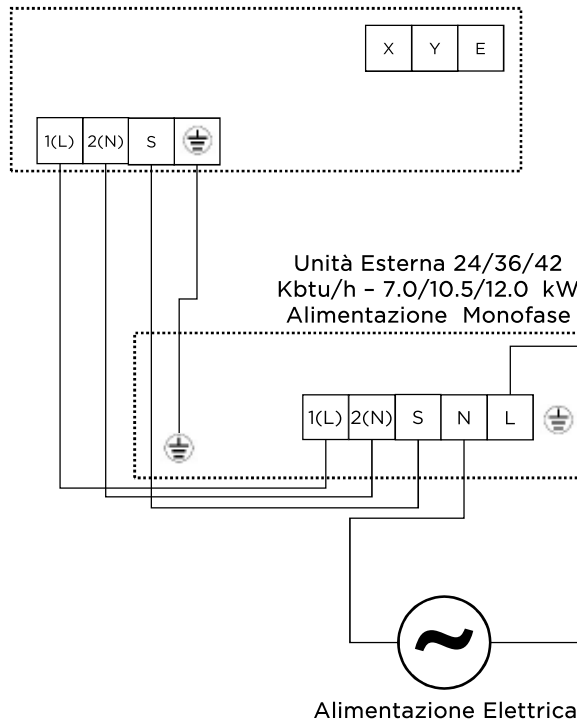 X Y E
1(L) 2(N) S
Unità Esterna 24/36/42
Kbtu/h – 7.0/10.5/12.0 kW
Alimentazione Monofase
1(L) 2(N) S N L
Alimentazione Elettrica